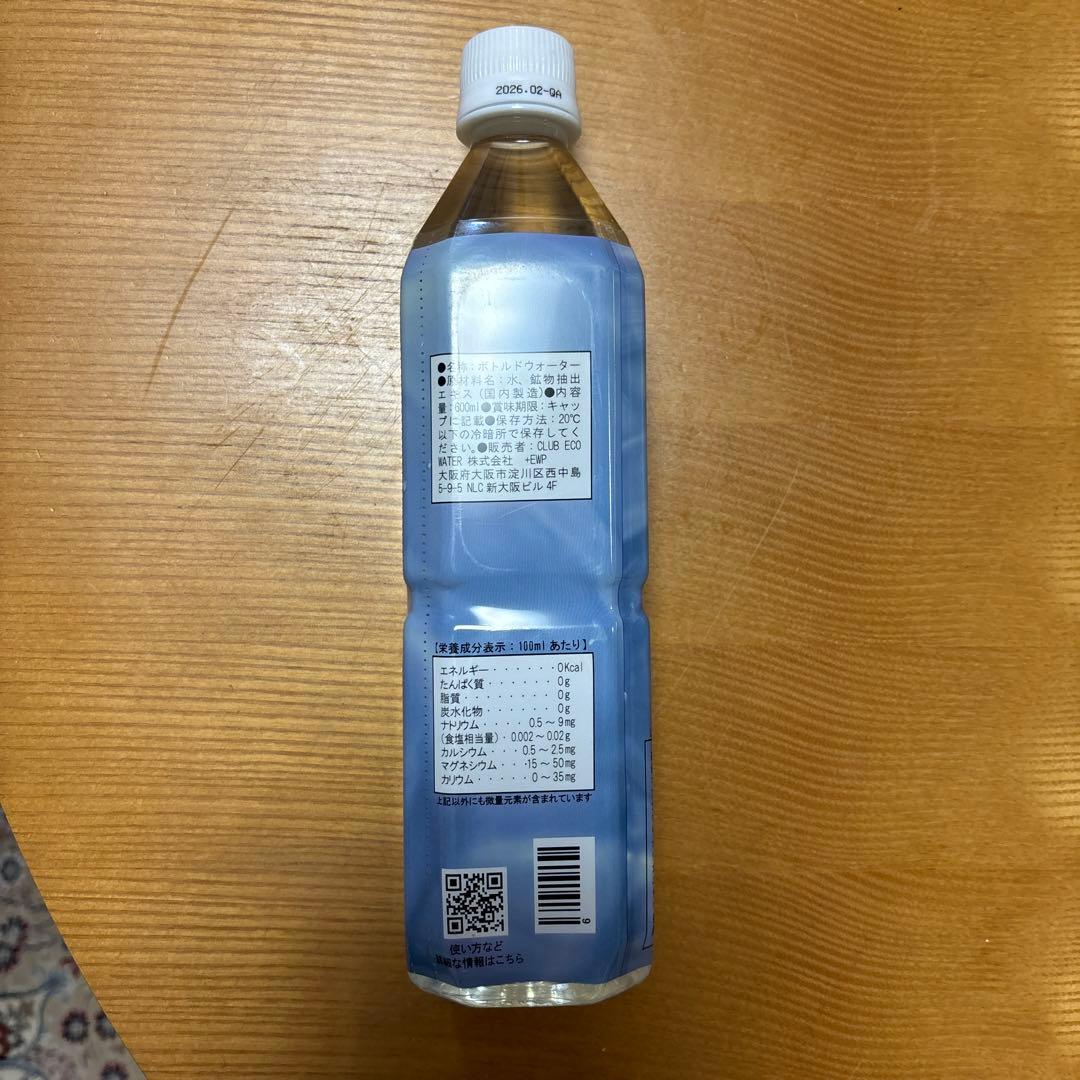 2026.02-QA
●名称:ボトルドウォーター
●原材料名:水、鉱物抽出
エキス(国内製造)●内容
量:600ml●賞味期限:キャッ
プに記載●保存方法:20℃
以下の冷暗所で保存してく
ださい。●販売者:CLUB ECO
WATER 株式会社 +EWP
大阪府大阪市淀川区西中島
5-9-5 NLC 新大阪ビル 4F
【栄養成分表示:100mlあたり】
エネルギー・・・・・・0Kcal
たんぱく質・・・・・・0g
脂質・・・・・・・・0g
炭水化物・・・・・・・0g
ナトリウム・・・・0.5~9mg
(食塩相当量)・0.002~0.02g
カルシウム・・・0.5~2.5mg
マグネシウム・・・15~50mg
カリウム・・・・・0~35mg
上記以外にも微量元素が含まれています
6
使い方など
詳細な情報はこちら